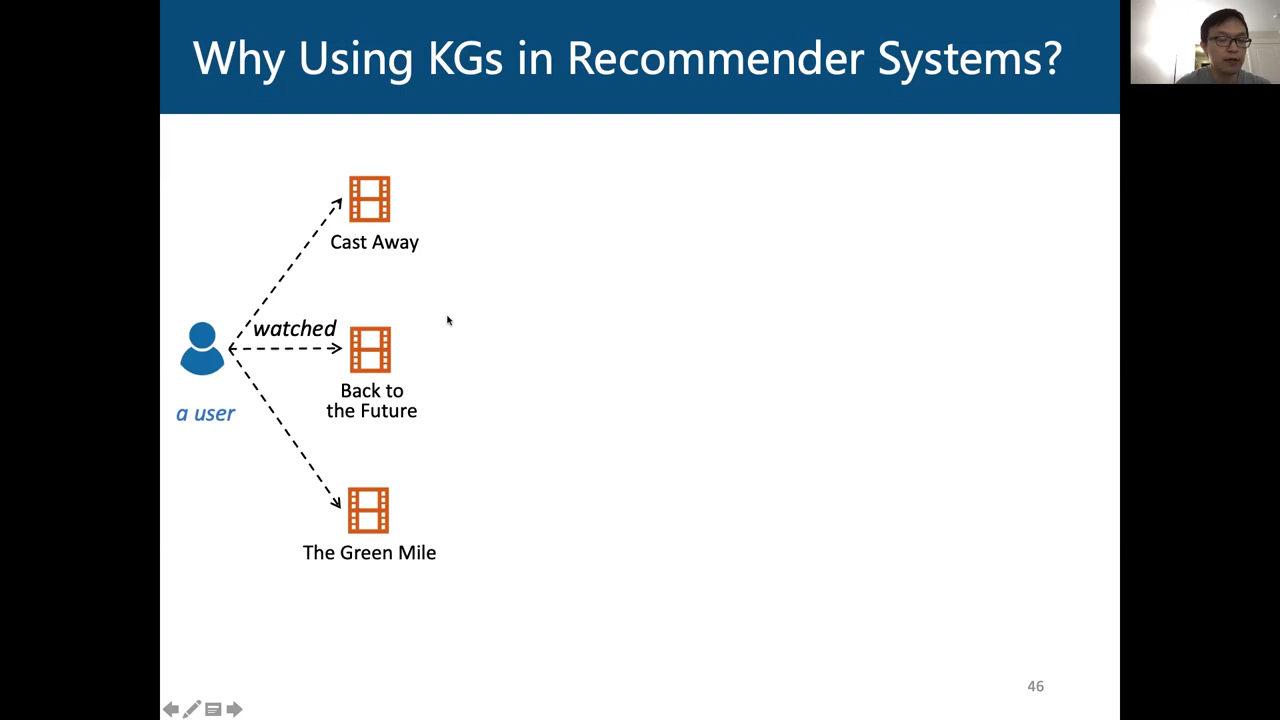 Why Using KGs in Recommender Systems?
Cast Away
watched
Back to
the Future
a user
The Green Mile
46